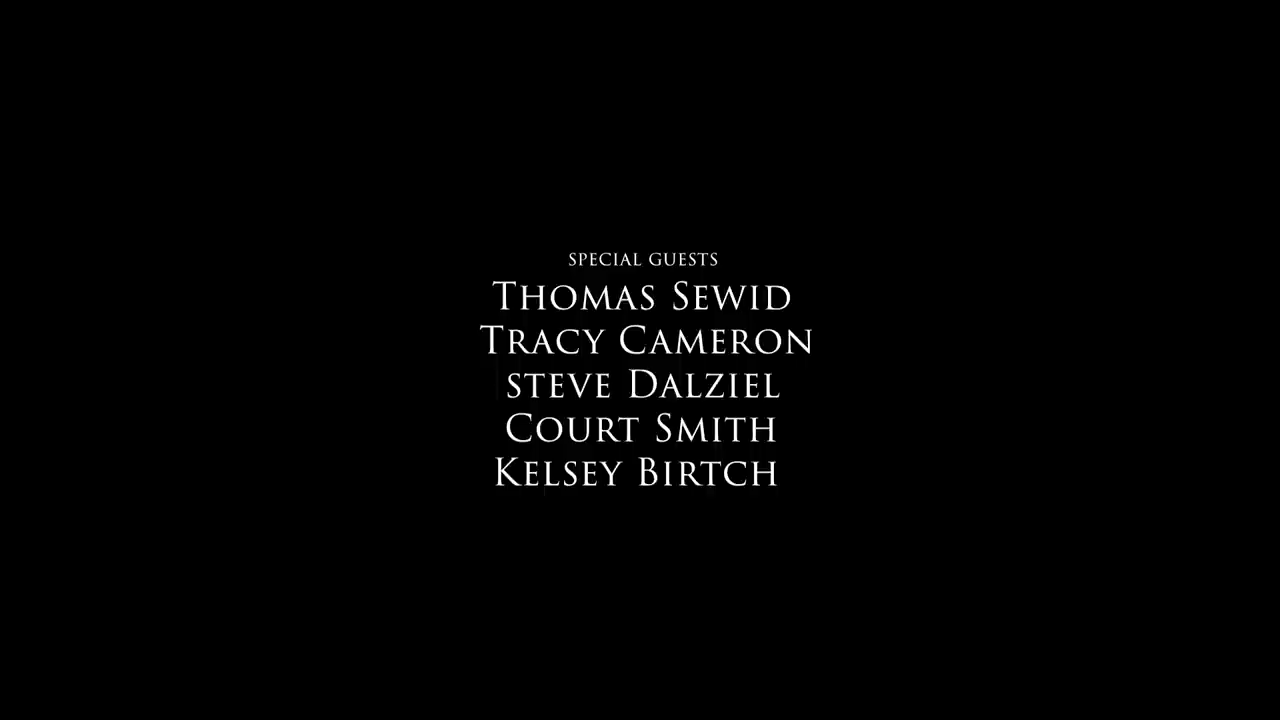 SPECIAL GUESTS
THOMAS SEWID
TRACY CAMERON
STEVE DALZIEL
COURT SMITH
KELSEY BIRTCH